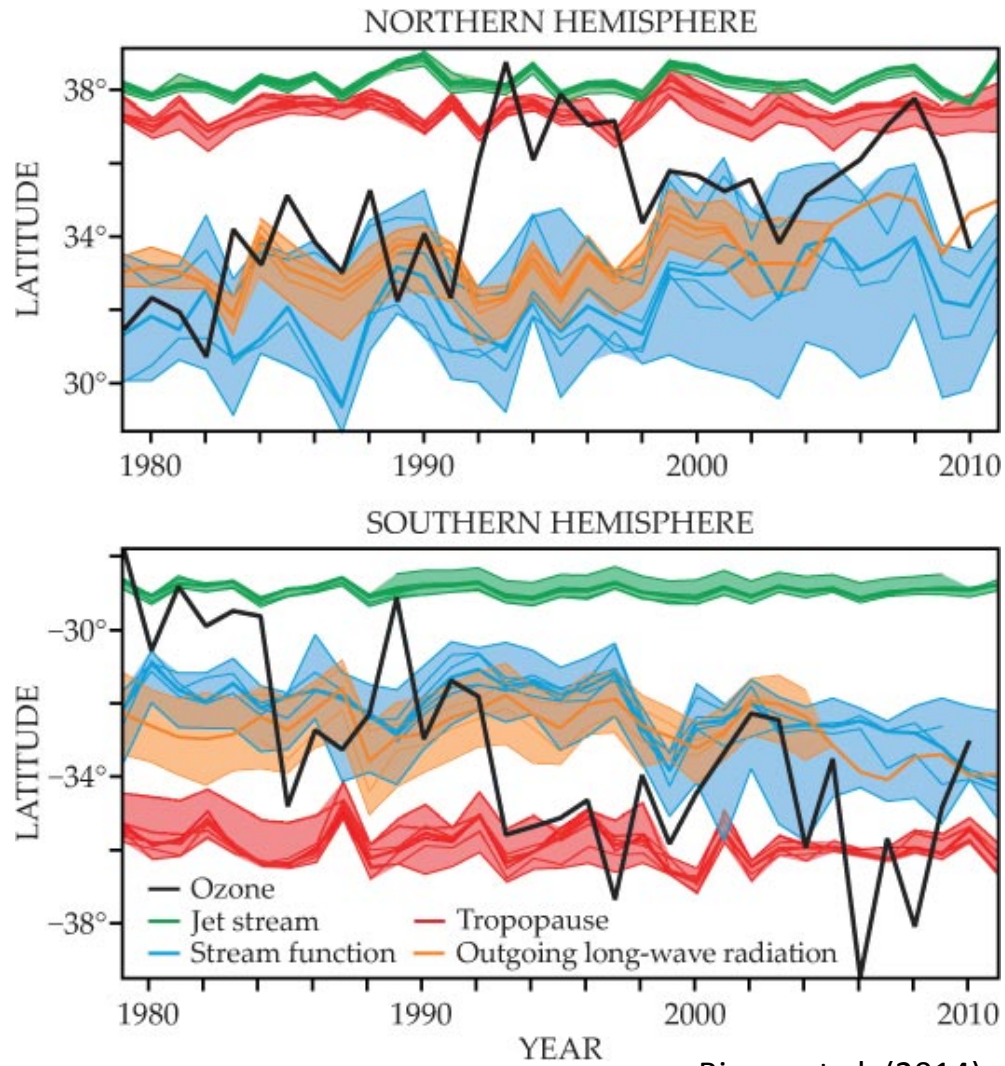 NORTHERN HEMISPHERE
38°
34°
30°
LATITUDE
1980 1990 2000 2010
SOUTHERN HEMISPHERE
−30°
−34°
−38°
LATITUDE
Ozone
Jet stream Tropopause
Stream function Outgoing long-wave radiation
1980 1990 2000 2010
YEAR
(2014)